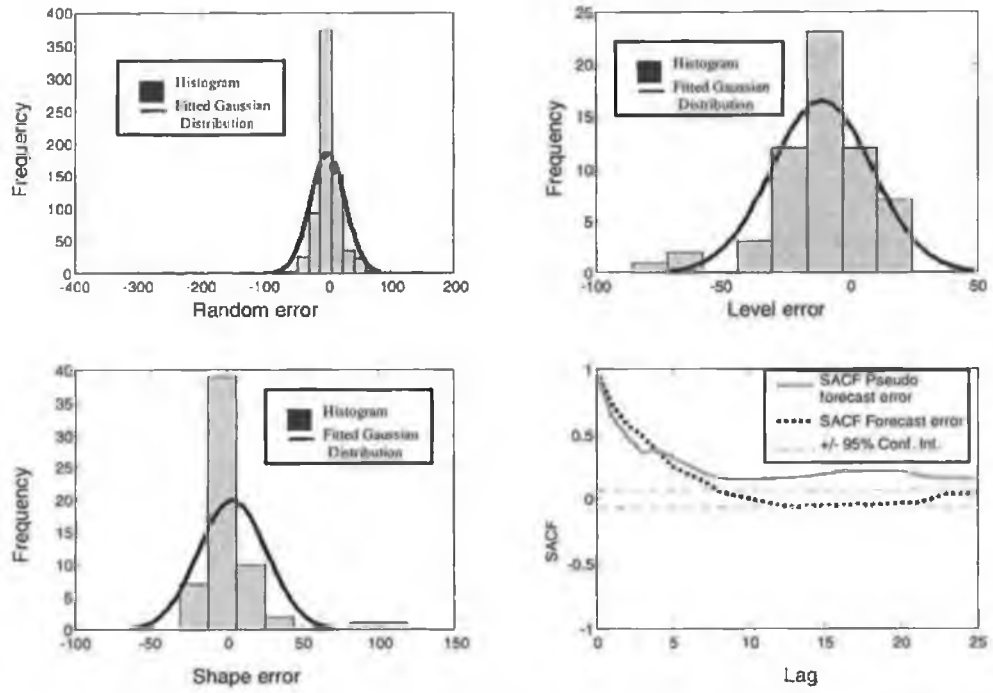 400
350
300
250
200
150
100
50
0
Frequency
Histogram
Fitted Gaussian
Distribution
-400
-300
-200
-100
0
100
200
Random error
25
20
15
10
5
0
Frequency
Histogram
Fitted Gaussian
Distribution
-100
-50
0
50
Level error
40
35
30
25
20
15
10
5
0
Frequency
Histogram
Fitted Gaussian
Distribution
-100
-50
0
50
100
150
Shape error
1
0.5
0
-0.5
-1
SACF
SACF Pseudo
forecast error
SACF Forecast error
+/- 95% Conf. Int.
0
5
10
15
20
25
Lag